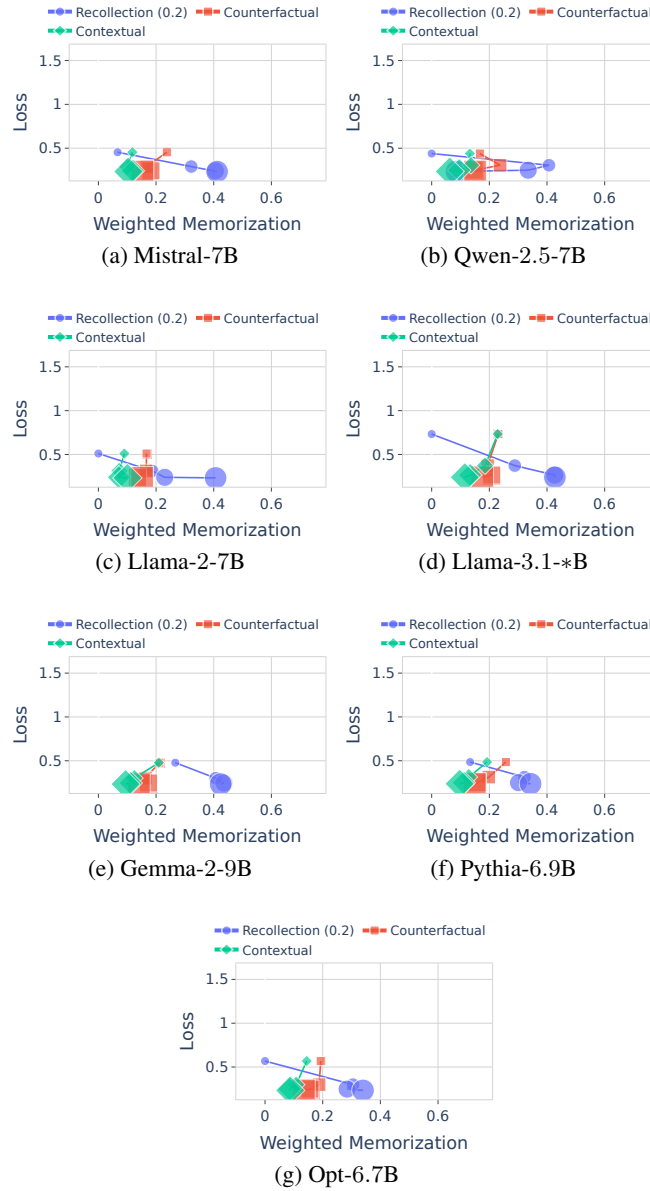 Recollection (0.2) Counterfactual
Contextual
1.5
1
0.5
Loss
0 0.2 0.4 0.6
Weighted Memorization
(a) Mistral-7B
Recollection (0.2) Counterfactual
Contextual
1.5
1
0.5
Loss
0 0.2 0.4 0.6
Weighted Memorization
(b) Qwen-2.5-7B
Recollection (0.2) Counterfactual
Contextual
1.5
1
0.5
Loss
0 0.2 0.4 0.6
Weighted Memorization
(c) Llama-2-7B
Recollection (0.2) Counterfactual
Contextual
1.5
1
0.5
Loss
0 0.2 0.4 0.6
Weighted Memorization
(d) Llama-3.1-∗B
Recollection (0.2) Counterfactual
Contextual
1.5
1
0.5
Loss
0 0.2 0.4 0.6
Weighted Memorization
(e) Gemma-2-9B
Recollection (0.2) Counterfactual
Contextual
1.5
1
0.5
Loss
0 0.2 0.4 0.6
Weighted Memorization
(f) Pythia-6.9B
Recollection (0.2) Counterfactual
Contextual
1.5
1
0.5
Loss
0 0.2 0.4 0.6
Weighted Memorization
(g) Opt-6.7B